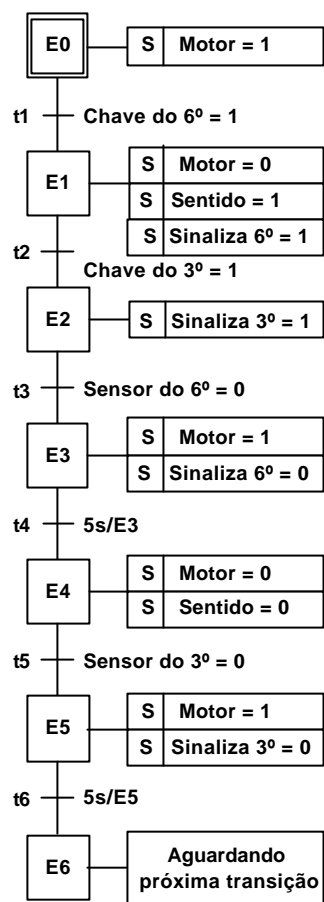 E0 S Motor = 1
t1 Chave do 6º = 1
E1 S Motor = 0
S Sentido = 1
S Sinaliza 6º = 1
t2 Chave do 3º = 1
E2 S Sinaliza 3º = 1
t3 Sensor do 6º = 0
E3 S Motor = 1
S Sinaliza 6º = 0
t4 5s/E3
E4 S Motor = 0
S Sentido = 0
t5 Sensor do 3º = 0
E5 S Motor = 1
S Sinaliza 3º = 0
t6 5s/E5
E6 Aguardando
próxima transição